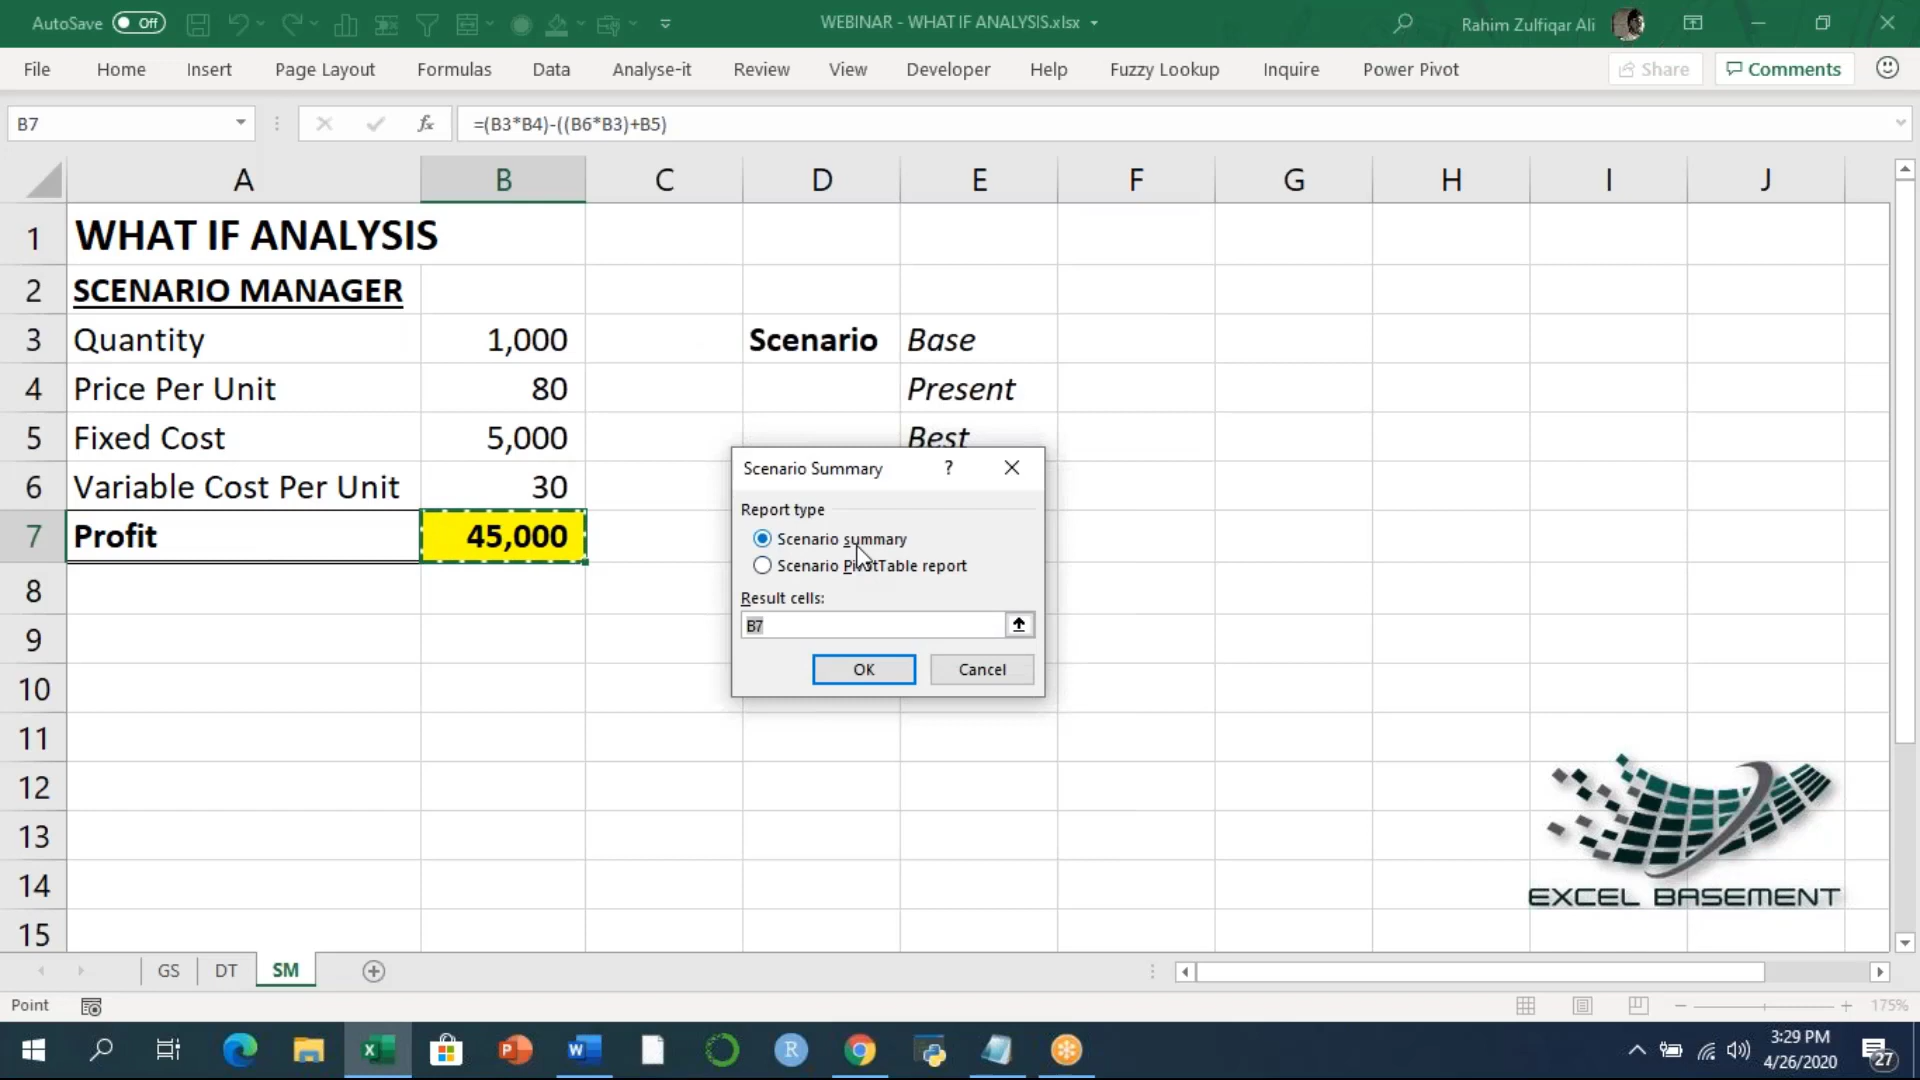 AutoSave Off WEBINAR - WHAT IF ANALYSIS.xlsx Rahim Zulfiqar Ali
File Home Insert Page Layout Formulas Data Analyse-it Review View Developer Help Fuzzy Lookup Inquire Power Pivot Share Comments
B7 fx =(B3*B4)-((B6*B3)+B5)
A B C D E F G H I J
1 WHAT IF ANALYSIS
2 SCENARIO MANAGER
3 Quantity 1,000 Scenario Base
4 Price Per Unit 80 Present
5 Fixed Cost 5,000 Best
6 Variable Cost Per Unit 30
7 Profit 45,000
8
9
10
11
12
13
14
15
Scenario Summary ?
Report type
Scenario summary
Scenario PivotTable report
Result cells:
B7
OK Cancel
EXCEL BASEMENT
GS DT SM
Point 175%
3:29 PM
4/26/2020
27